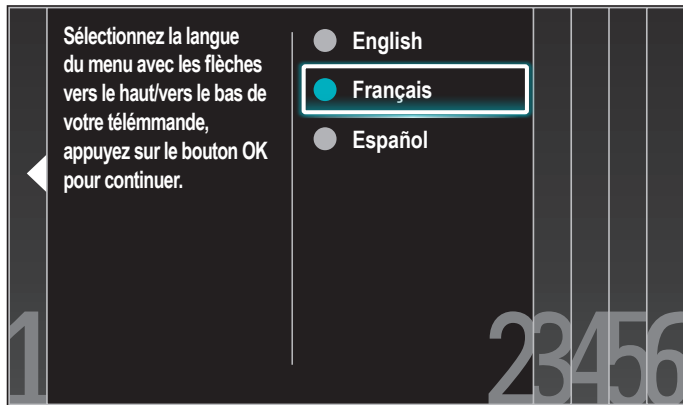 Sélectionnez la langue
du menu avec les flèches
vers le haut/vers le bas de
votre télémmande,
appuyez sur le bouton OK
pour continuer.
English
Français
Español
1
2 3 4 5 6